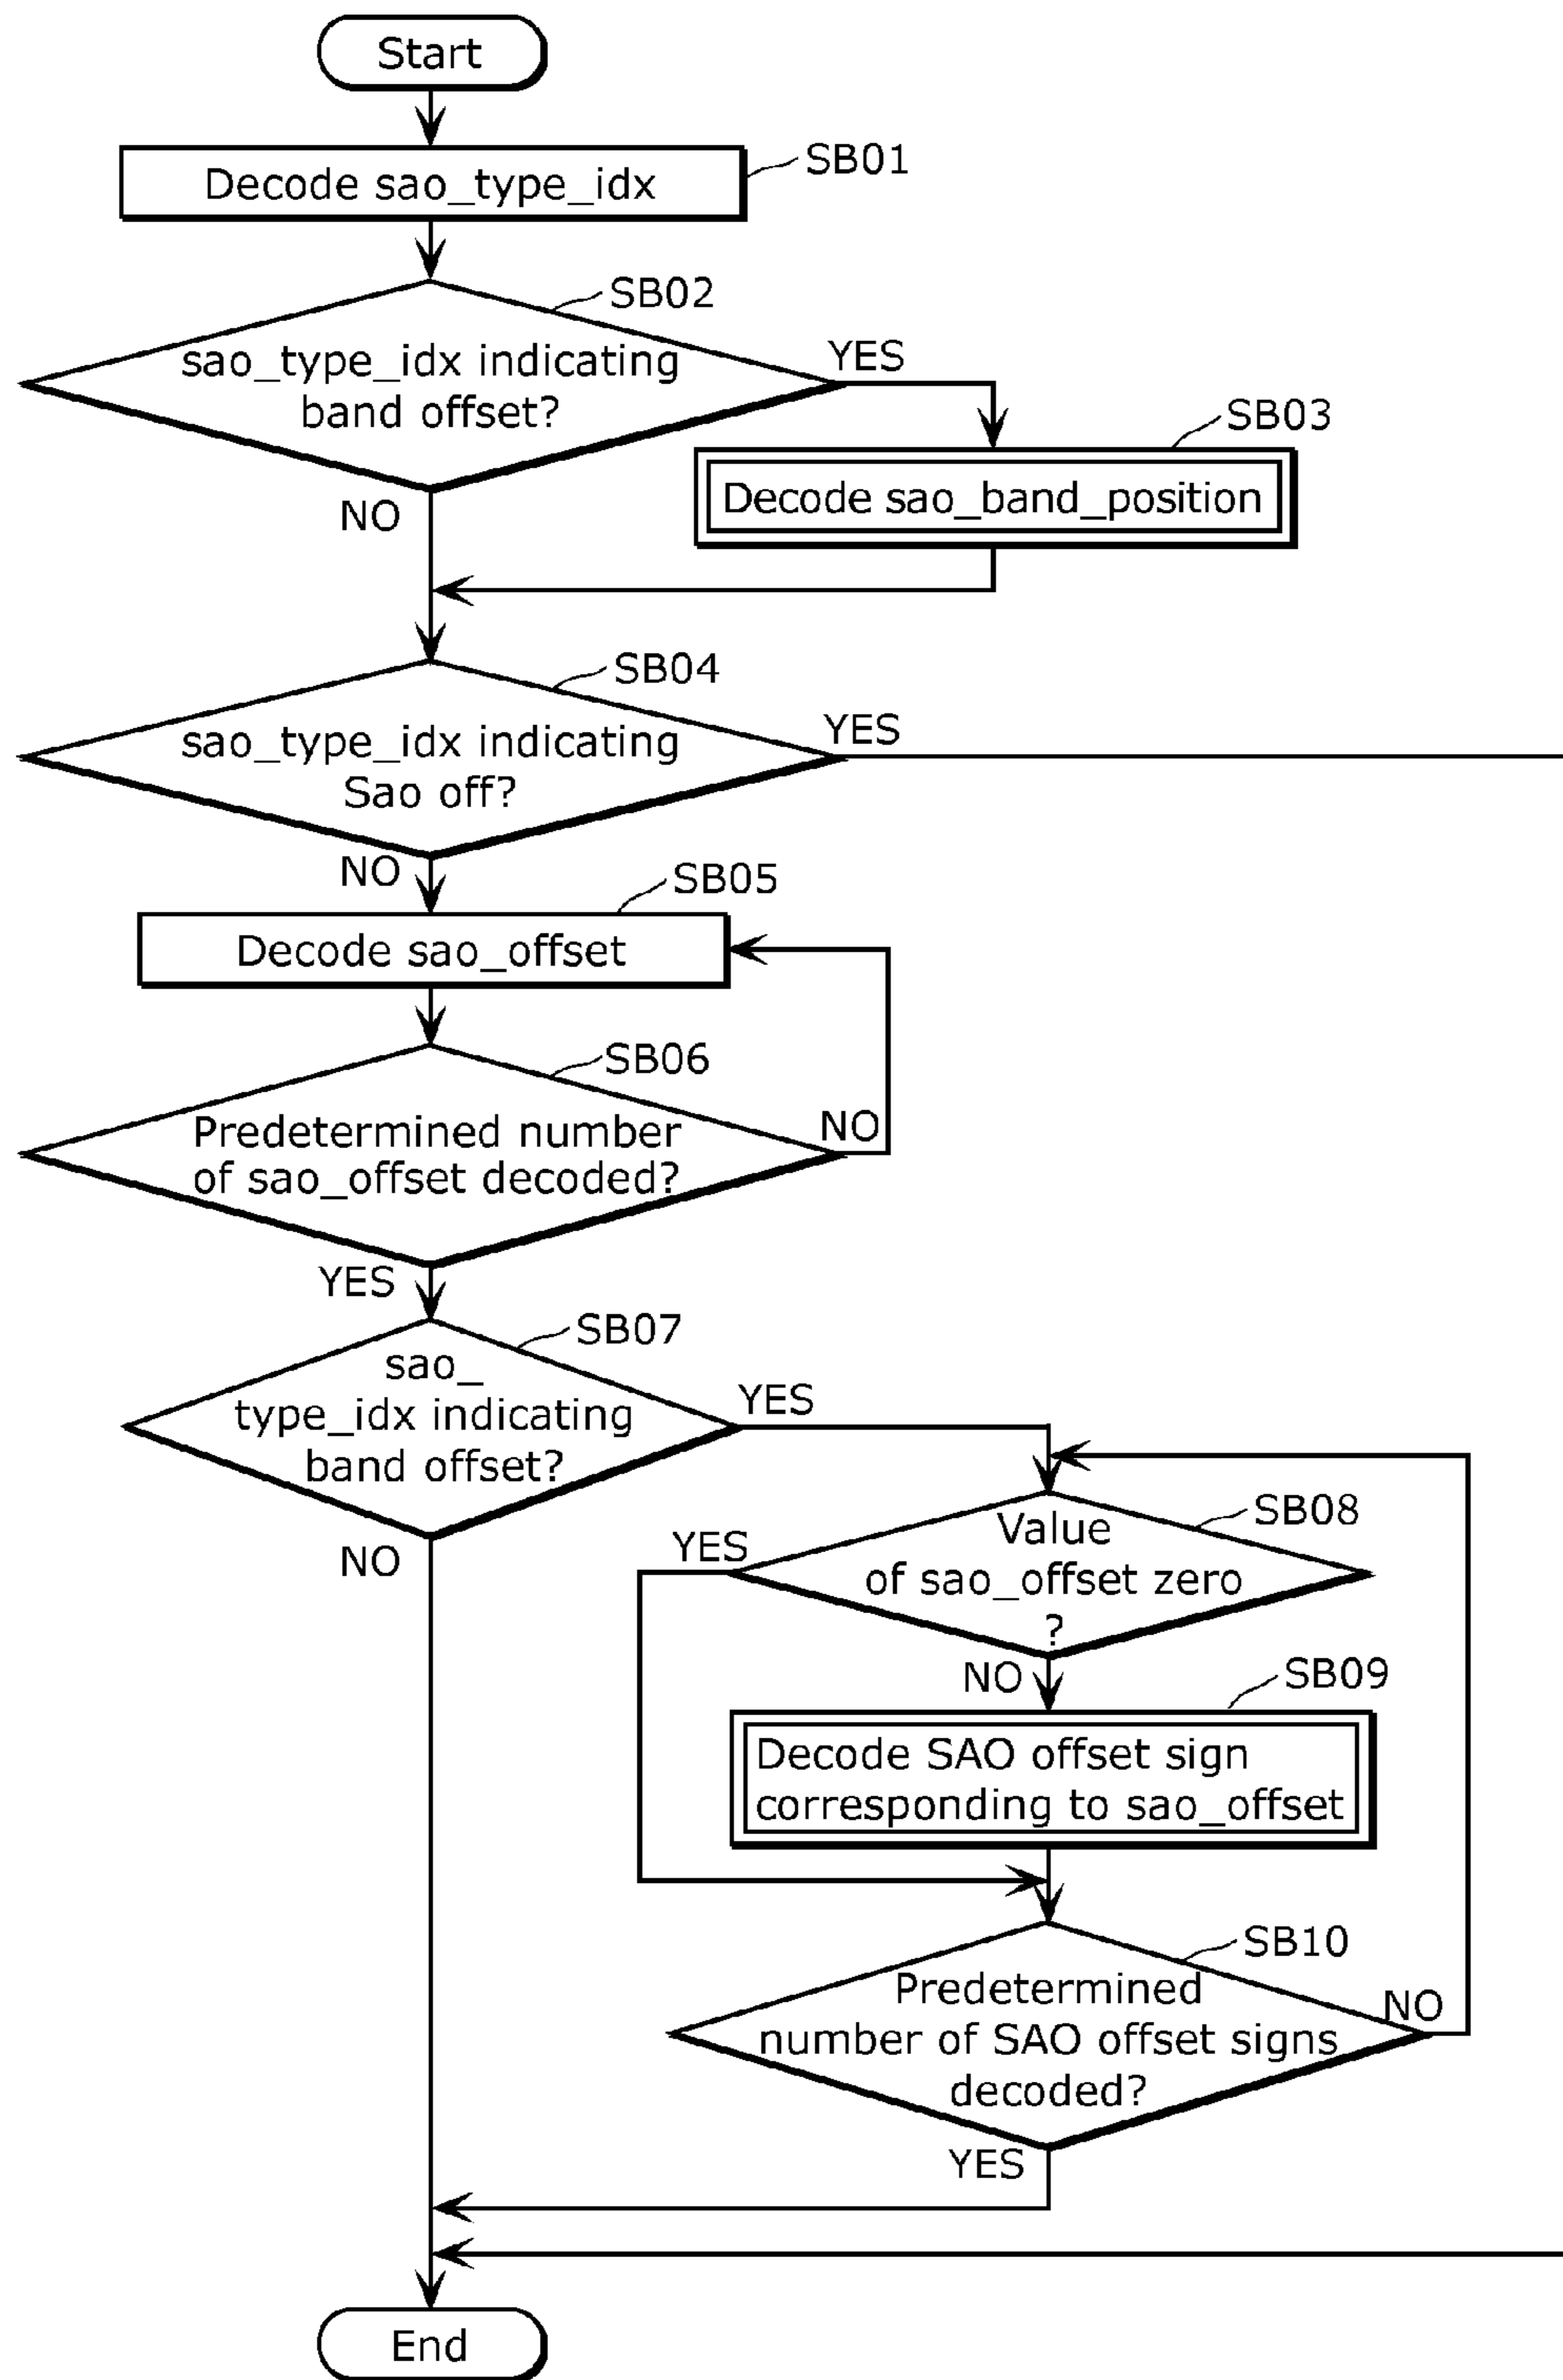 Start
SB01
Decode sao_type_idx
SB02
sao_type_idx indicating
band offset?
YES
NO
SB03
Decode sao_band_position
SB04
sao_type_idx indicating
Sao off?
YES
NO
SB05
Decode sao_offset
SB06
Predetermined number
of sao_offset decoded?
NO
YES
SB07
sao_
type_idx indicating
band offset?
YES
NO
SB08
Value
of sao_offset zero
?
YES
NO
SB09
Decode SAO offset sign
corresponding to sao_offset
SB10
Predetermined
number of SAO offset signs
decoded?
NO
YES
End